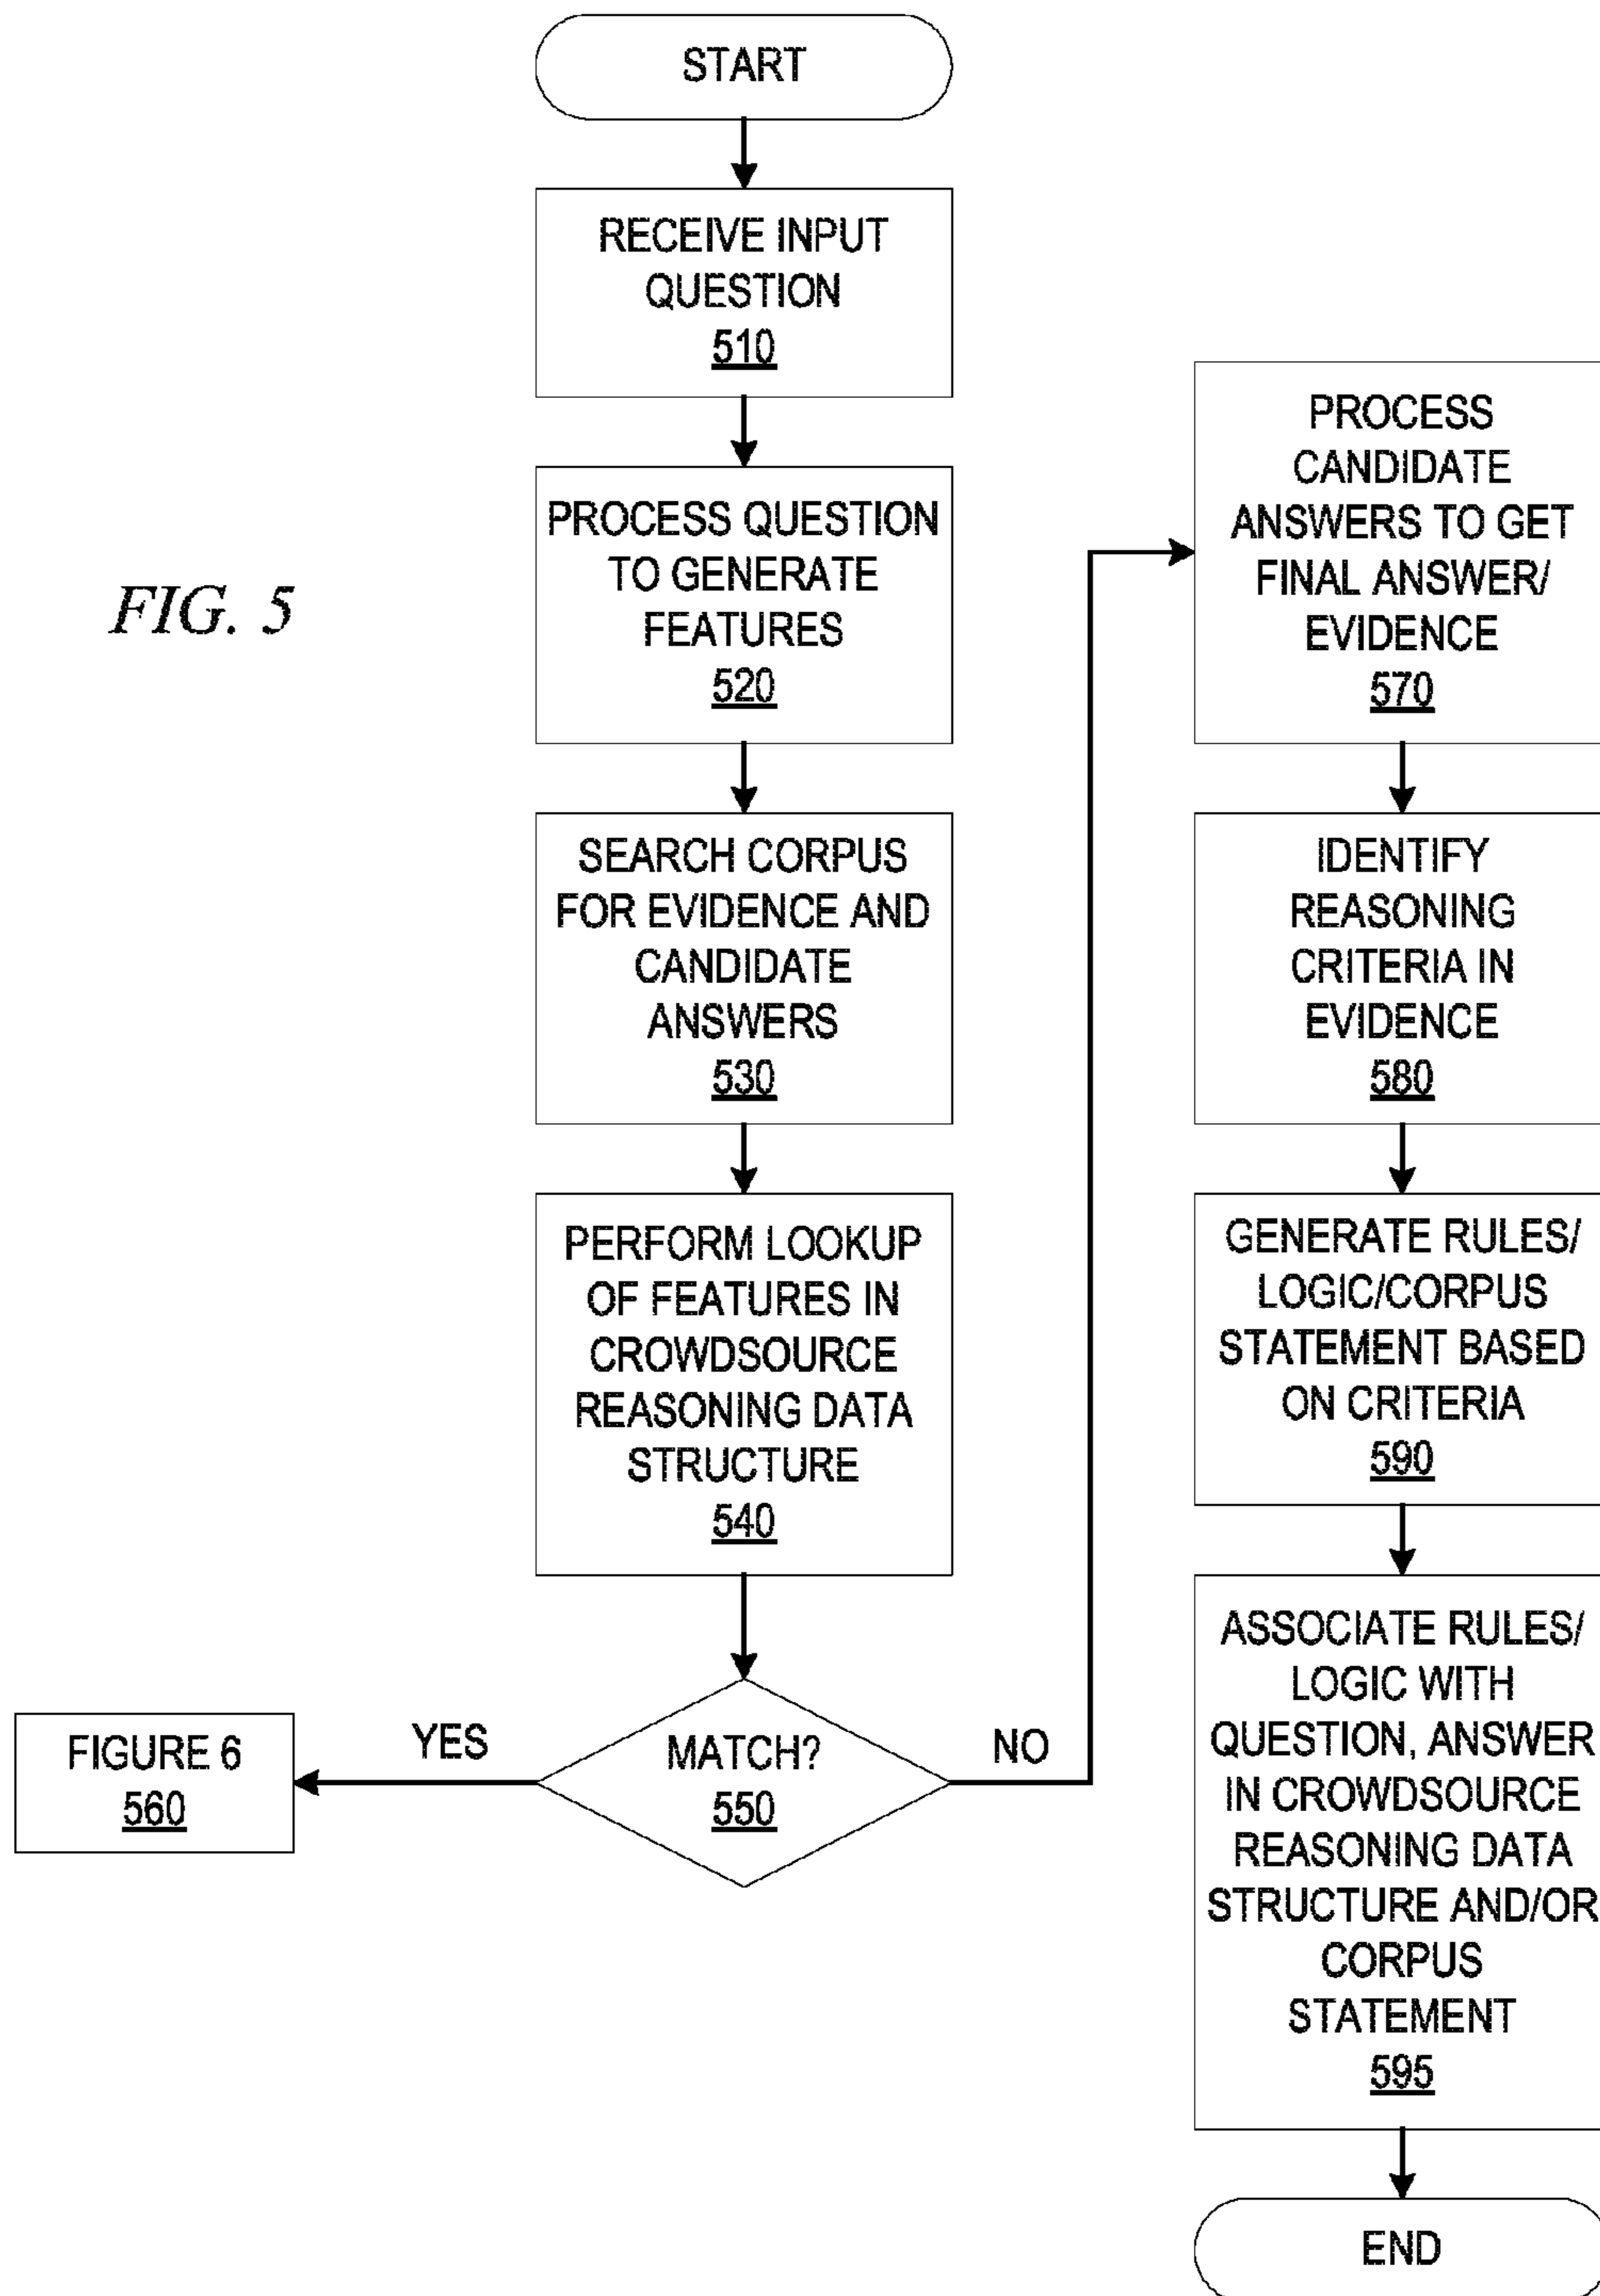 START
RECEIVE INPUT
QUESTION
510
PROCESS QUESTION
TO GENERATE
FEATURES
520
FIG. 5
SEARCH CORPUS
FOR EVIDENCE AND
CANDIDATE
ANSWERS
530
PERFORM LOOKUP
OF FEATURES IN
CROWDSOURCE
REASONING DATA
STRUCTURE
540
MATCH?
550
YES
NO
FIGURE 6
560
PROCESS
CANDIDATE
ANSWERS TO GET
FINAL ANSWER/
EVIDENCE
570
IDENTIFY
REASONING
CRITERIA IN
EVIDENCE
580
GENERATE RULES/
LOGIC/CORPUS
STATEMENT BASED
ON CRITERIA
590
ASSOCIATE RULES/
LOGIC WITH
QUESTION, ANSWER
IN CROWDSOURCE
REASONING DATA
STRUCTURE AND/OR
CORPUS
STATEMENT
595
END